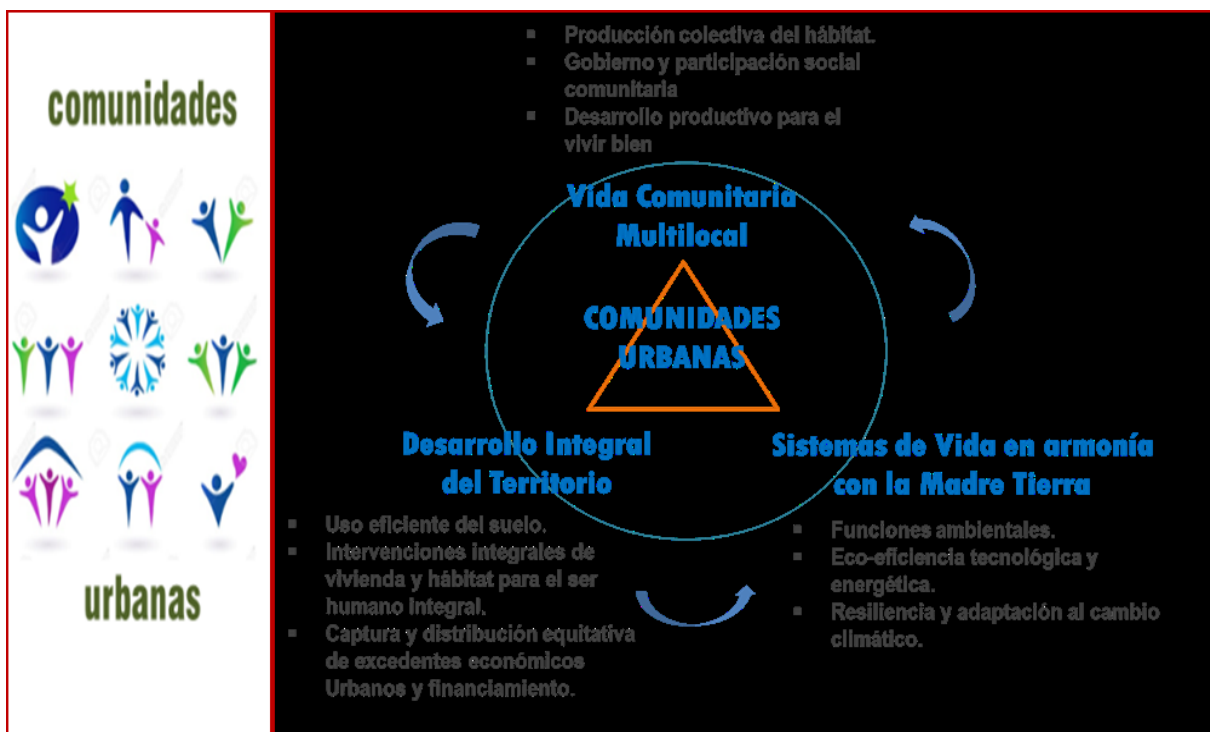 comunidades
urbanas
▪ Producción colectiva del hábitat.
▪ Gobierno y participación social
comunitaria
▪ Desarrollo productivo para el
vivir bien
Vida Comunitaria
Multilocal
COMUNIDADES
URBANAS
Desarrollo Integral
del Territorio
▪ Uso eficiente del suelo.
▪ Intervenciones integrales de
vivienda y hábitat para el ser
humano Integral.
▪ Captura y distribución equitativa
de excedentes económicos
Urbanos y financiamiento.
Sistemas de Vida en armonía
con la Madre Tierra
▪ Funciones ambientales.
▪ Eco-eficiencia tecnológica y
energética.
▪ Resiliencia y adaptación al cambio
climático.